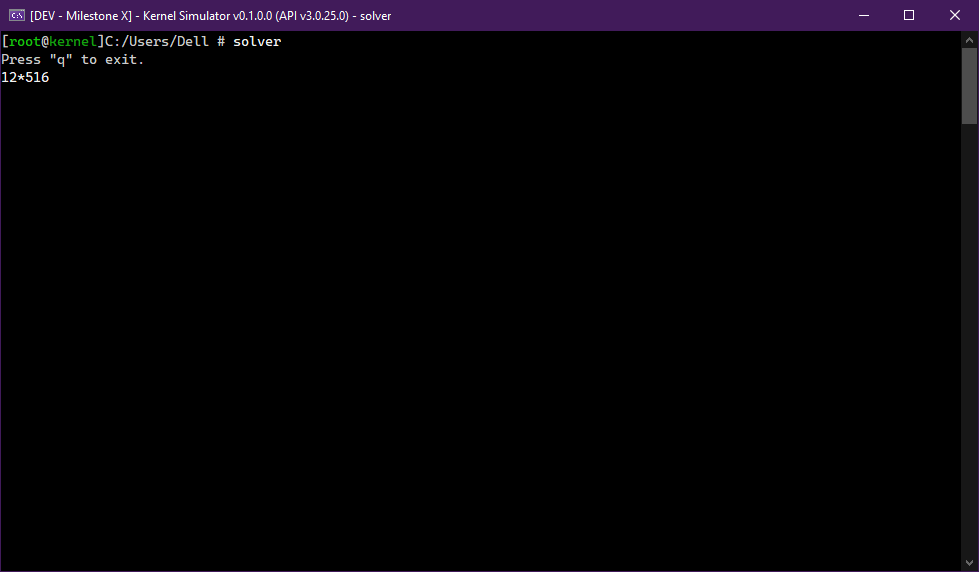 [DEV - Milestone X] - Kernel Simulator v0.1.0.0 (API v3.0.25.0) - solver
[root@kernel]C:/Users/Dell # solver
Press "q" to exit.
12*516